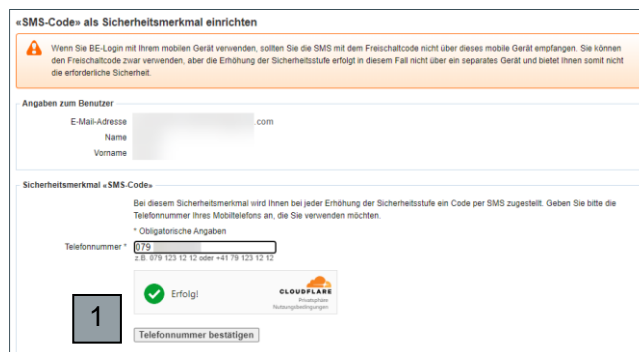 «SMS-Code» als Sicherheitsmerkmal einrichten
Wenn Sie BE-Login mit Ihrem mobilen Gerät verwenden, sollten Sie die SMS mit dem Freischaltcode nicht über dieses mobile Gerät empfangen. Sie können
den Freischaltcode zwar verwenden, aber die Erhöhung der Sicherheitsstufe erfolgt in diesem Fall nicht über ein separates Gerät und bietet Ihnen somit nicht
die erforderliche Sicherheit.
Angaben zum Benutzer
E-Mail-Adresse .com
Name
Vorname
Sicherheitsmerkmal «SMS-Code»
Bei diesem Sicherheitsmerkmal wird Ihnen bei jeder Erhöhung der Sicherheitsstufe ein Code per SMS zugestellt. Geben Sie bitte die
Telefonnummer Ihres Mobiltelefons an, die Sie verwenden möchten.
* Obligatorische Angaben
Telefonnummer * 079
z.B. 079 123 12 12 oder +41 79 123 12 12
Erfolg!
CLOUDFLARE
Privatsphäre
Nutzungsbedingungen
1
Telefonnummer bestätigen